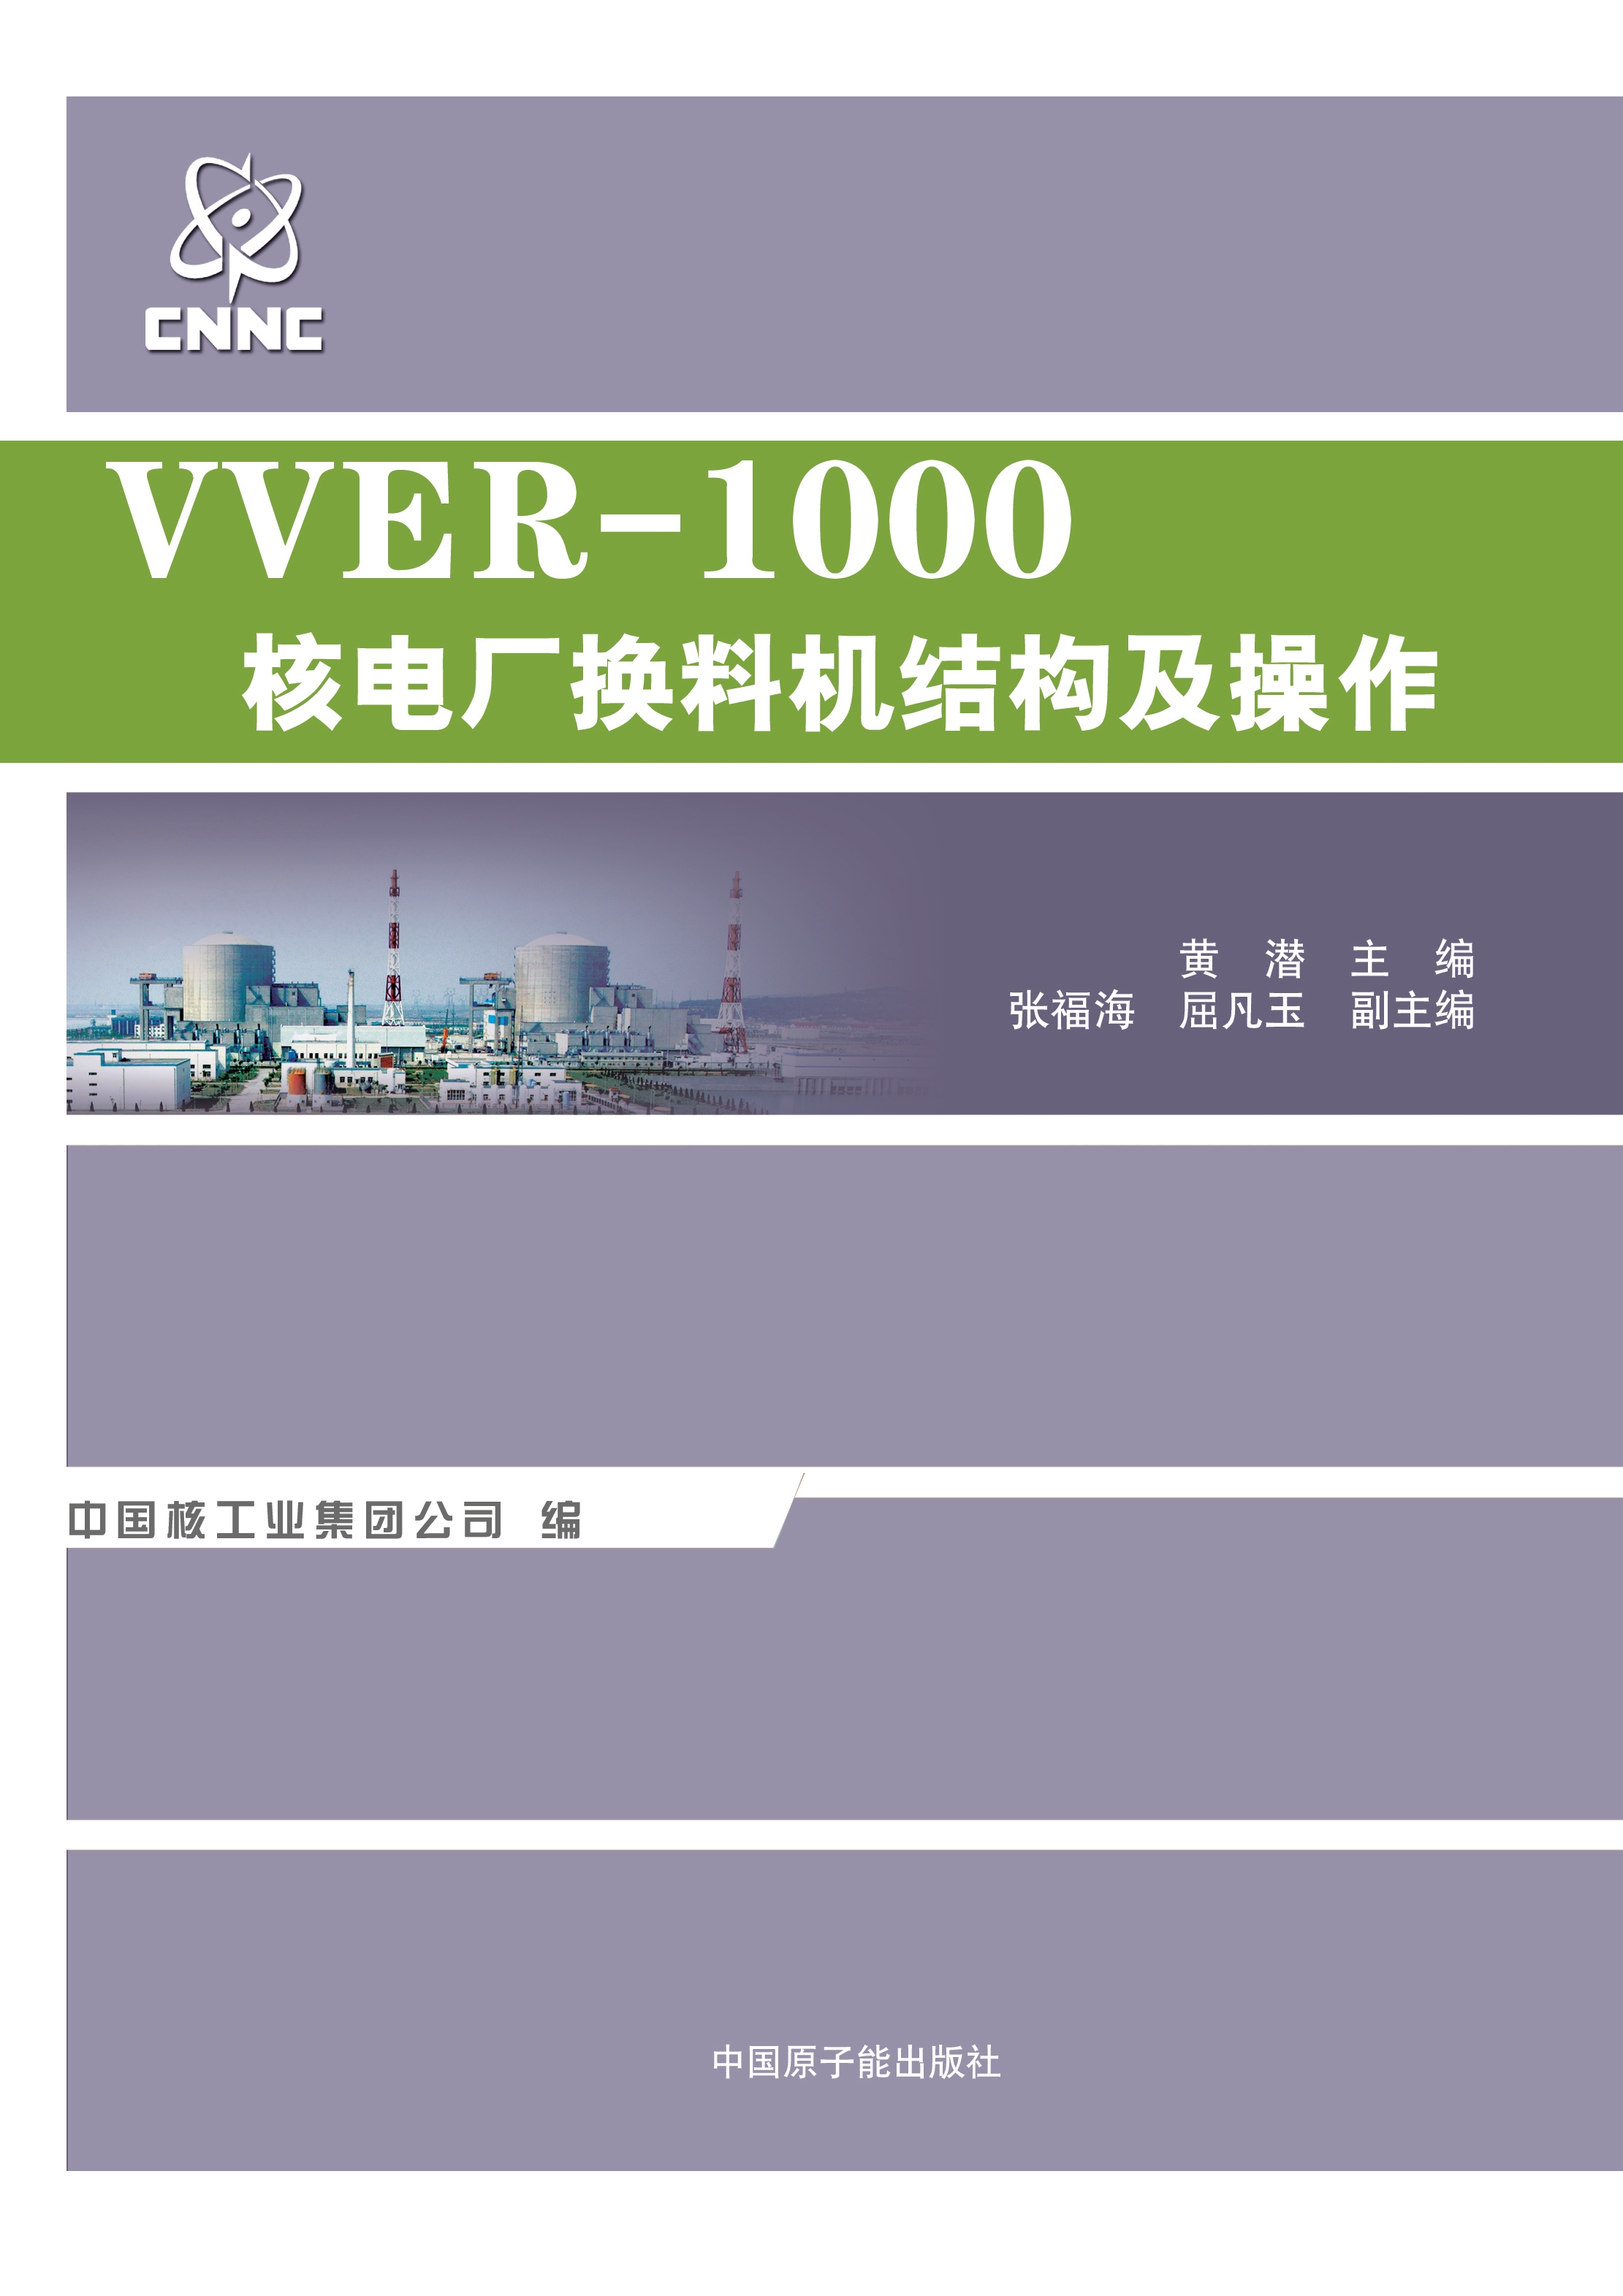 CNNC
VVER-1000
核电厂换料机结构及操作
黄 潜 主 编
张福海 屈凡玉 副主编
中国核工业集团公司 编
中国原子能出版社